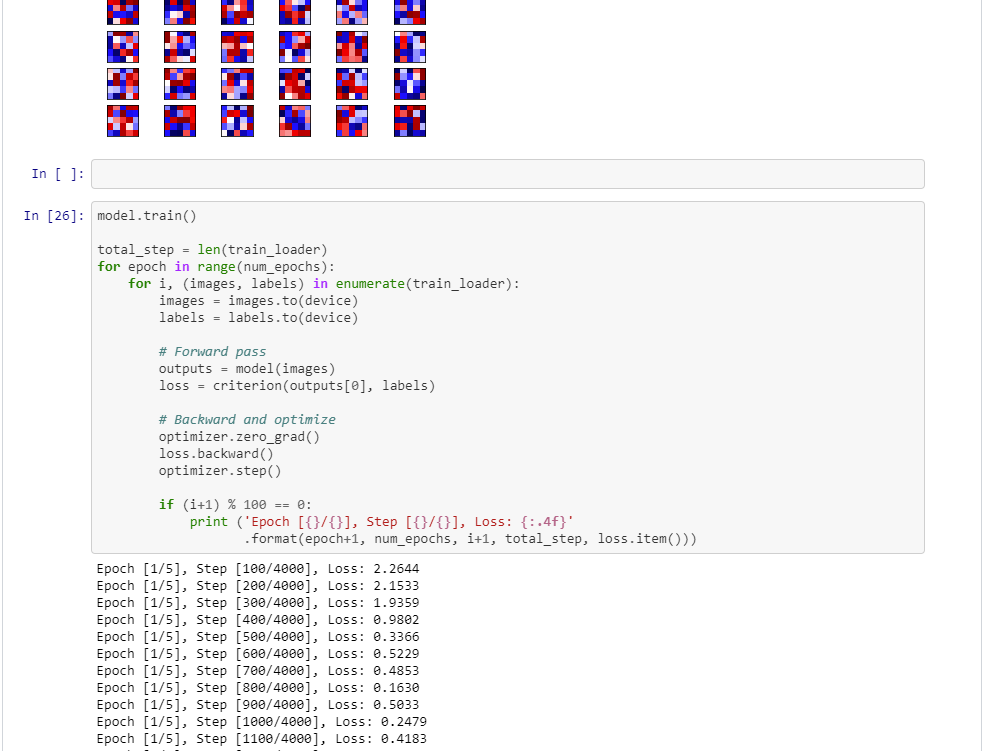 In [ ]:
In [26]: model.train()
total_step = len(train_loader)
for epoch in range(num_epochs):
    for i, (images, labels) in enumerate(train_loader):
        images = images.to(device)
        labels = labels.to(device)
        # Forward pass
        outputs = model(images)
        loss = criterion(outputs[0], labels)
        # Backward and optimize
        optimizer.zero_grad()
        loss.backward()
        optimizer.step()
        if (i+1) % 100 == 0:
            print ('Epoch [{}/{}], Step [{}/{}], Loss: {:.4f}'
                   .format(epoch+1, num_epochs, i+1, total_step, loss.item()))
Epoch [1/5], Step [100/4000], Loss: 2.2644
Epoch [1/5], Step [200/4000], Loss: 2.1533
Epoch [1/5], Step [300/4000], Loss: 1.9359
Epoch [1/5], Step [400/4000], Loss: 0.9802
Epoch [1/5], Step [500/4000], Loss: 0.3366
Epoch [1/5], Step [600/4000], Loss: 0.5229
Epoch [1/5], Step [700/4000], Loss: 0.4853
Epoch [1/5], Step [800/4000], Loss: 0.1630
Epoch [1/5], Step [900/4000], Loss: 0.5033
Epoch [1/5], Step [1000/4000], Loss: 0.2479
Epoch [1/5], Step [1100/4000], Loss: 0.4183